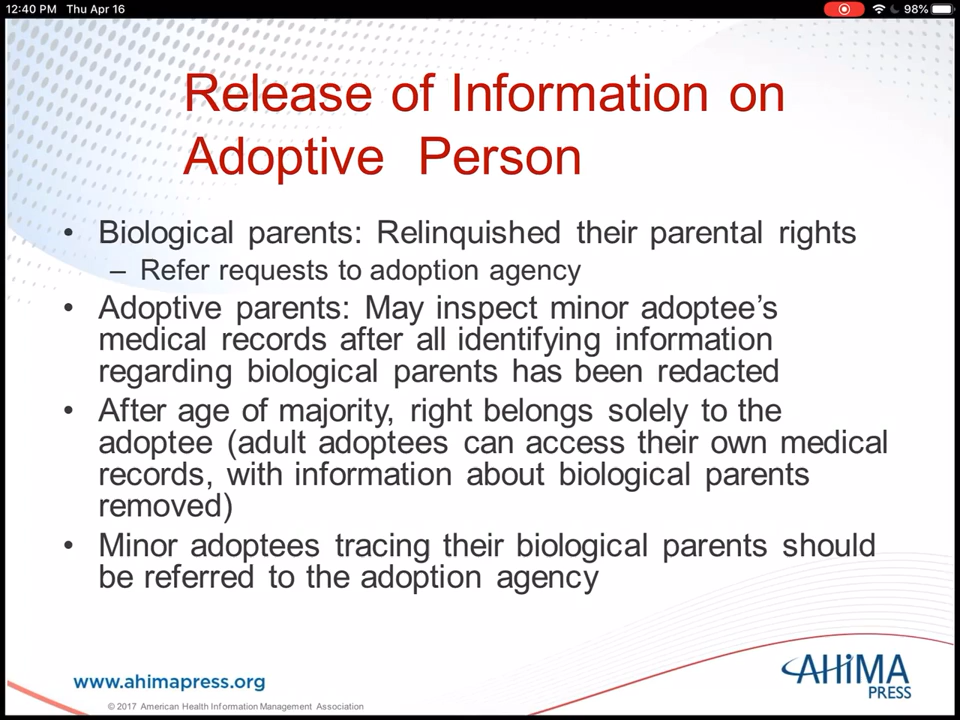 12:40 PM Thu Apr 16
98%
Release of Information on
Adoptive Person
• Biological parents: Relinquished their parental rights
– Refer requests to adoption agency
• Adoptive parents: May inspect minor adoptee’s
medical records after all identifying information
regarding biological parents has been redacted
• After age of majority, right belongs solely to the
adoptee (adult adoptees can access their own medical
records, with information about biological parents
removed)
• Minor adoptees tracing their biological parents should
be referred to the adoption agency
www.ahimapress.org
AHiMA
PRESS
© 2017 American Health Information Management Association